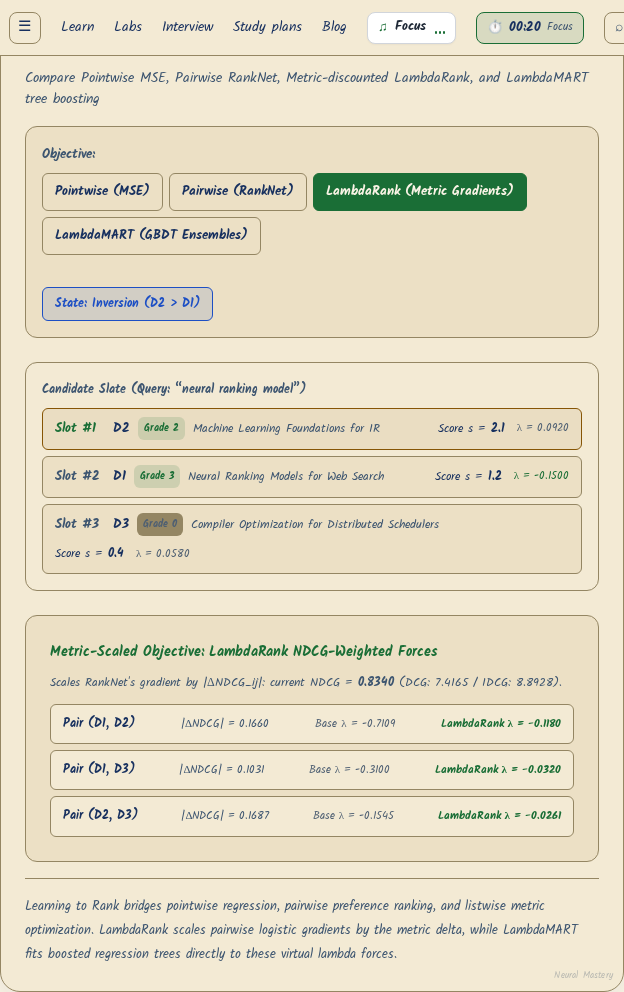 ☰ Learn Labs Interview Study plans Blog ♫ Focus ... ⏱️ 00:20 Focus ⌕
Compare Pointwise MSE, Pairwise RankNet, Metric-discounted LambdaRank, and LambdaMART
tree boosting
Objective:
Pointwise (MSE) Pairwise (RankNet) LambdaRank (Metric Gradients)
LambdaMART (GBDT Ensembles)
State: Inversion (D2 > D1)
Candidate Slate (Query: “neural ranking model”)
Slot #1 D2 Grade 2 Machine Learning Foundations for IR Score s = 2.1 λ = 0.0920
Slot #2 D1 Grade 3 Neural Ranking Models for Web Search Score s = 1.2 λ = -0.1500
Slot #3 D3 Grade 0 Compiler Optimization for Distributed Schedulers
Score s = 0.4 λ = 0.0580
Metric-Scaled Objective: LambdaRank NDCG-Weighted Forces
Scales RankNet's gradient by |ΔNDCG_ij|: current NDCG = 0.8340 (DCG: 7.4165 / IDCG: 8.8928).
Pair (D1, D2) |ΔNDCG| = 0.1660 Base λ = -0.7109 LambdaRank λ = -0.1180
Pair (D1, D3) |ΔNDCG| = 0.1031 Base λ = -0.3100 LambdaRank λ = -0.0320
Pair (D2, D3) |ΔNDCG| = 0.1687 Base λ = -0.1545 LambdaRank λ = -0.0261
Learning to Rank bridges pointwise regression, pairwise preference ranking, and listwise metric
optimization. LambdaRank scales pairwise logistic gradients by the metric delta, while LambdaMART
fits boosted regression trees directly to these virtual lambda forces.
Neural Mastery